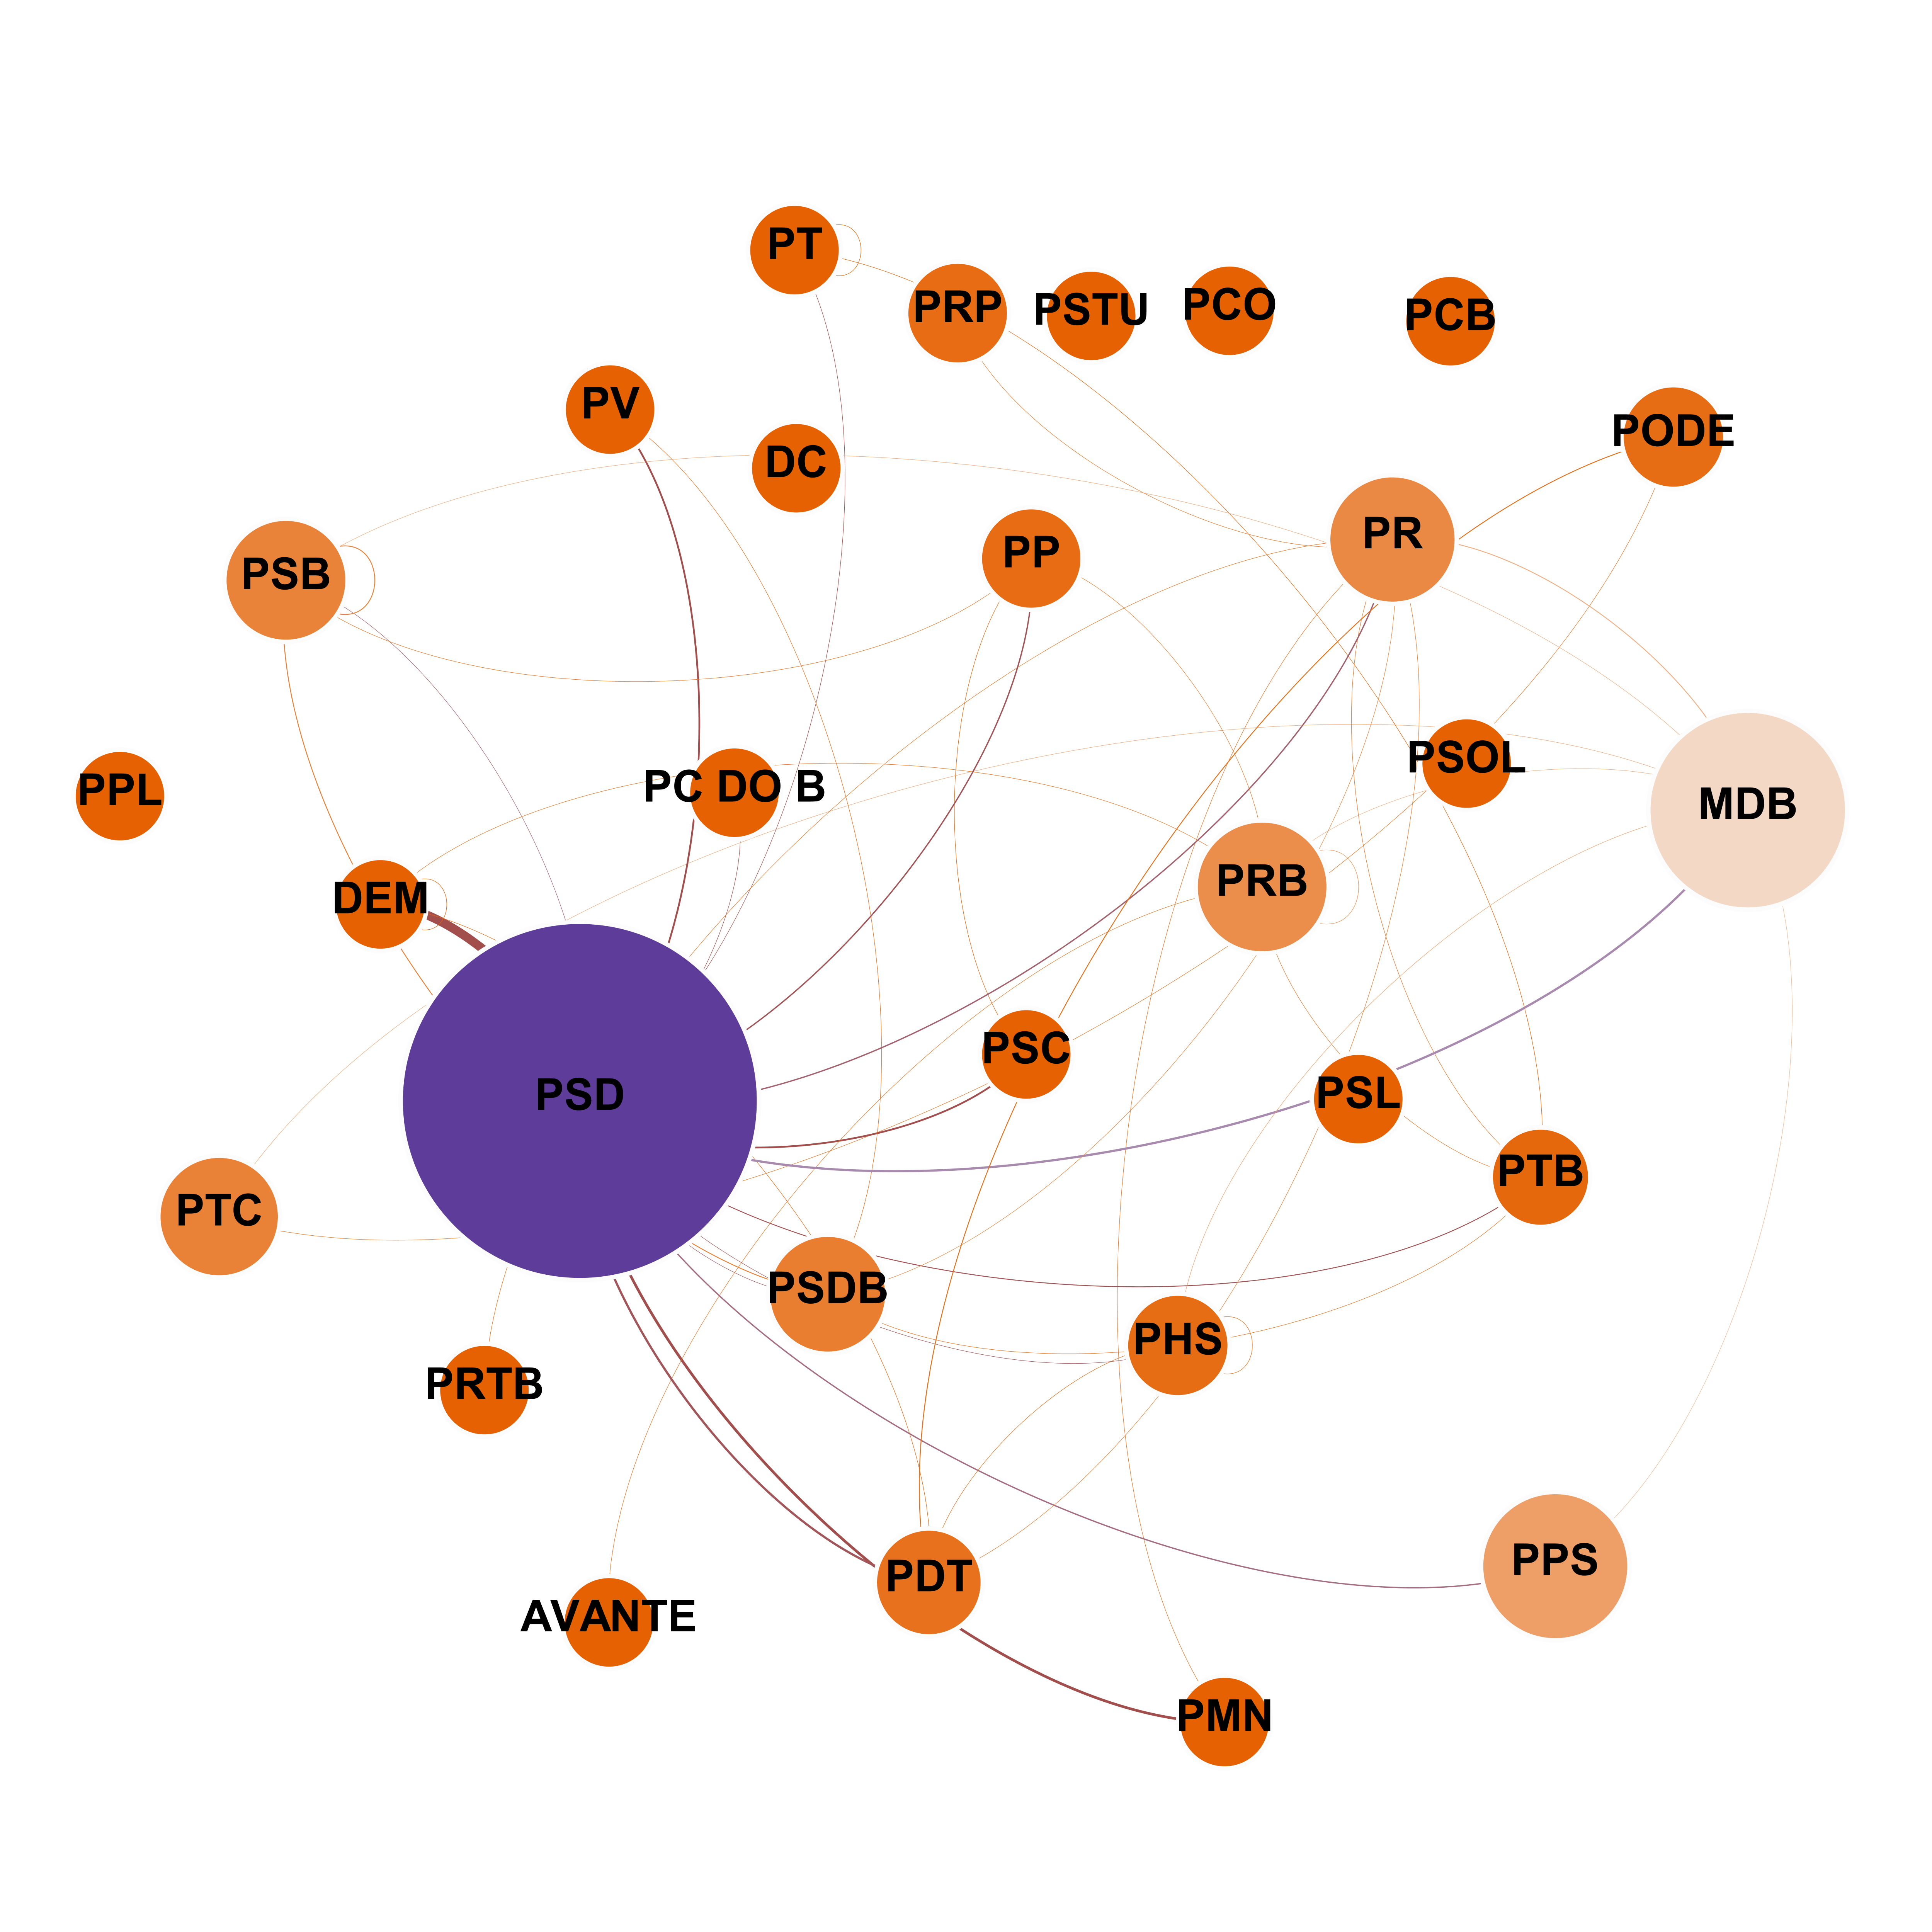 PT
PRP
PSTU
PCO
PCB
PV
DC
PODE
PSB
PP
PR
PPL
PC DO B
PSOL
MDB
DEM
PRB
PSD
PSC
PSL
PTC
PTB
PSDB
PHS
PRTB
AVANTE
PDT
PPS
PMN